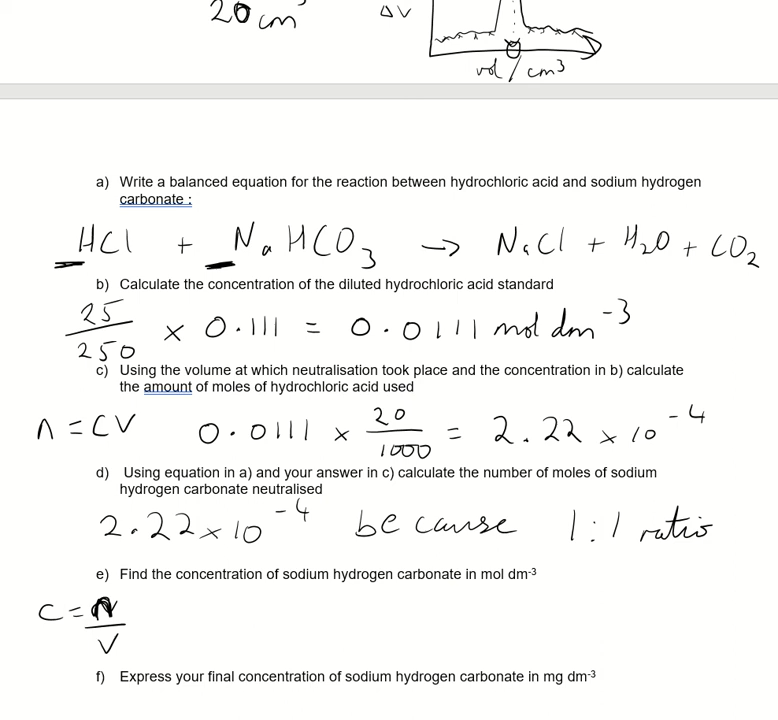 20 cm
ΔV
vol / cm3
a) Write a balanced equation for the reaction between hydrochloric acid and sodium hydrogen
carbonate :
HCl + NaHCO3 → NaCl + H2O + CO2
b) Calculate the concentration of the diluted hydrochloric acid standard
25/250 × 0.111 = 0.0111 mol dm-3
c) Using the volume at which neutralisation took place and the concentration in b) calculate
the amount of moles of hydrochloric acid used
n = CV 0.0111 × 20/1000 = 2.22 × 10-4
d) Using equation in a) and your answer in c) calculate the number of moles of sodium
hydrogen carbonate neutralised
2.22 × 10-4 because 1:1 ratio
e) Find the concentration of sodium hydrogen carbonate in mol dm-3
C = N/V
f) Express your final concentration of sodium hydrogen carbonate in mg dm-3